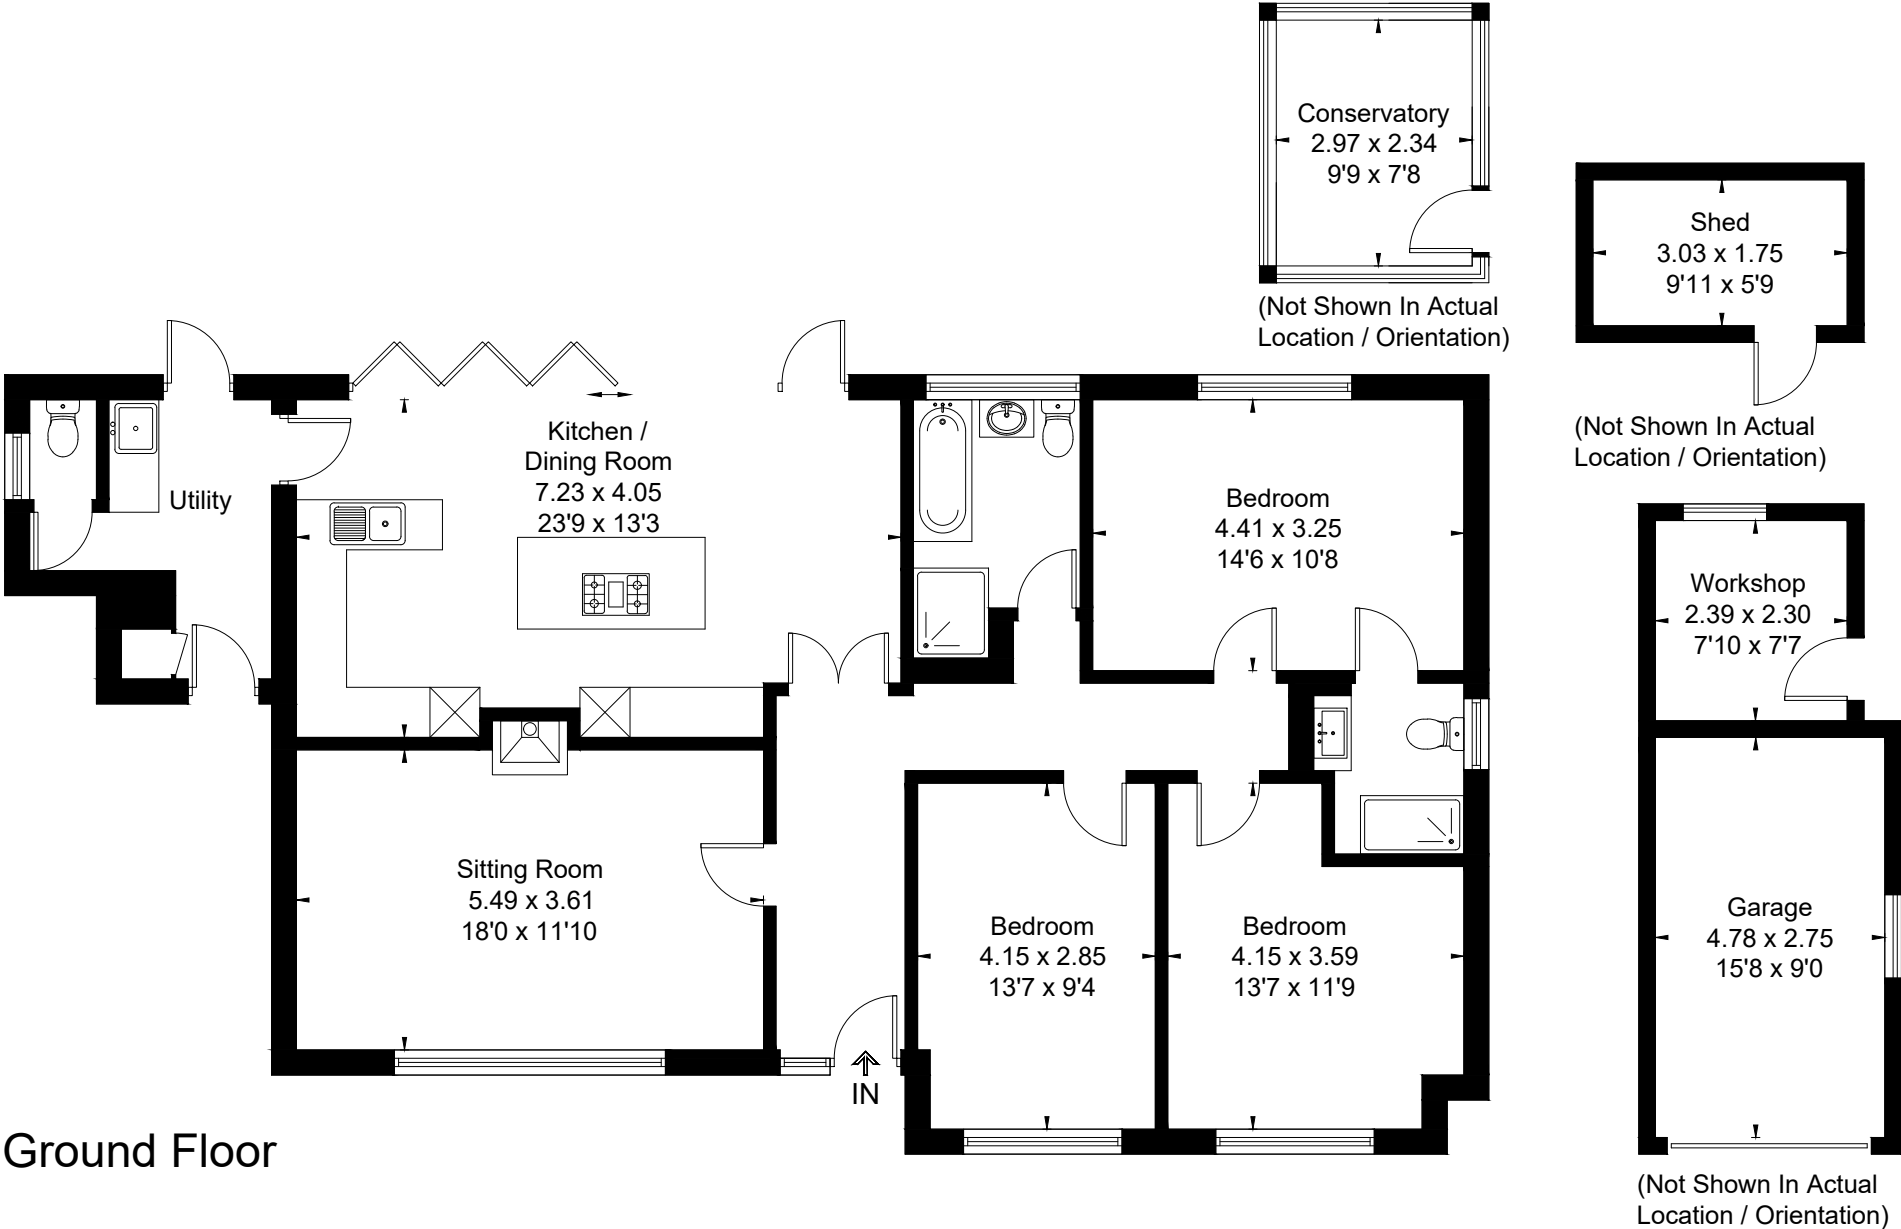 Conservatory
2.97 x 2.34
9'9 x 7'8
(Not Shown In Actual
Location / Orientation)
Shed
3.03 x 1.75
9'11 x 5'9
(Not Shown In Actual
Location / Orientation)
Utility
Kitchen /
Dining Room
7.23 x 4.05
23'9 x 13'3
Bedroom
4.41 x 3.25
14'6 x 10'8
Workshop
2.39 x 2.30
7'10 x 7'7
Sitting Room
5.49 x 3.61
18'0 x 11'10
Bedroom
4.15 x 2.85
13'7 x 9'4
Bedroom
4.15 x 3.59
13'7 x 11'9
Garage
4.78 x 2.75
15'8 x 9'0
IN
Ground Floor
(Not Shown In Actual
Location / Orientation)